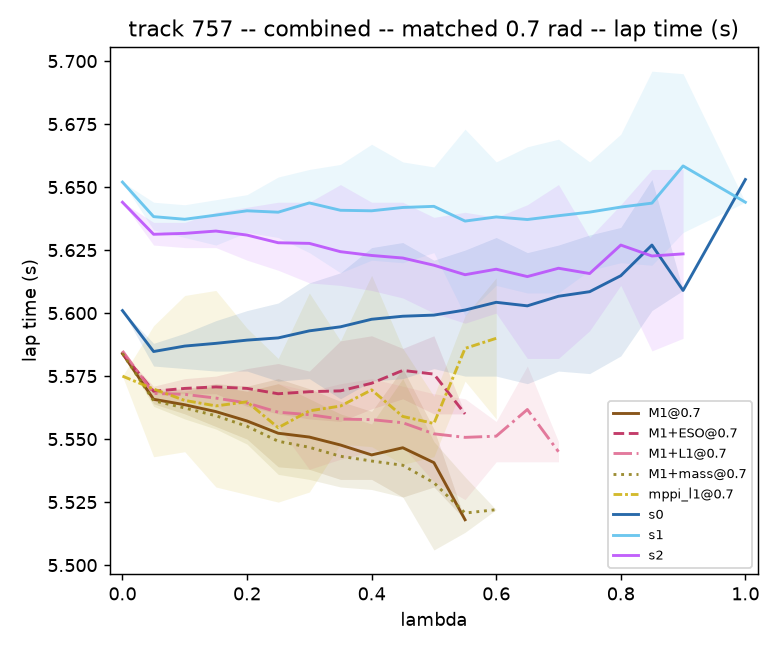 track 757 -- combined -- matched 0.7 rad -- lap time (s)
lap time (s)
5.700
5.675
5.650
5.625
5.600
5.575
5.550
5.525
5.500
0.0
0.2
0.4
0.6
0.8
1.0
lambda
M1@0.7
M1+ESO@0.7
M1+L1@0.7
M1+mass@0.7
mppi_l1@0.7
s0
s1
s2